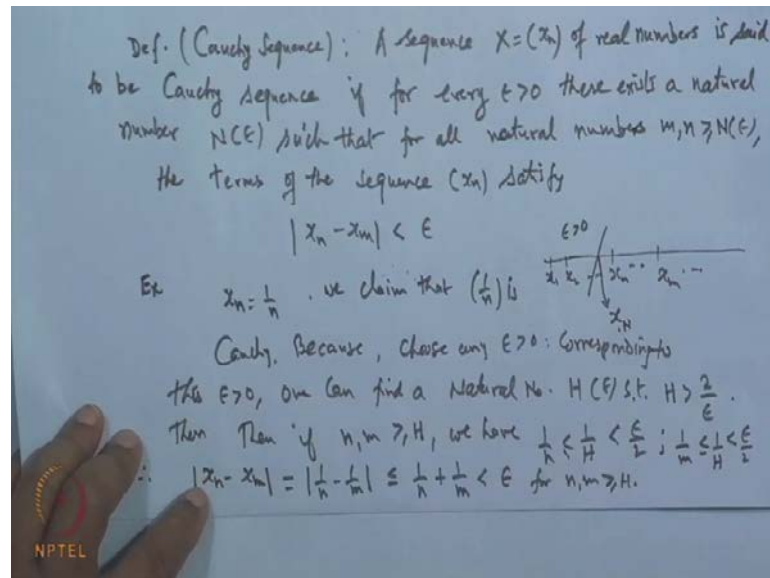 Def. (Cauchy Sequence): A sequence X=(xn) of real numbers is said
to be Cauchy sequence if for every ε>0 there exists a natural
number N(ε) such that for all natural numbers m,n ≥ N(ε),
the terms of the sequence (xn) satisfy
|xn - xm| < ε
ε>0
x1 x2 xn .. xm ...
xN
Ex xn = 1/n . we claim that (1/n) is
Cauchy. Because, choose any ε>0: Corresponding to
this ε>0, one can find a Natural No. H(ε) s.t. H > 2/ε .
Then Then if n,m ≥ H, we have 1/n ≤ 1/H < ε/2 ; 1/m ≤ 1/H < ε/2
∴ |xn - xm| = |1/n - 1/m| ≤ 1/n + 1/m < ε for n,m ≥ H.
NPTEL